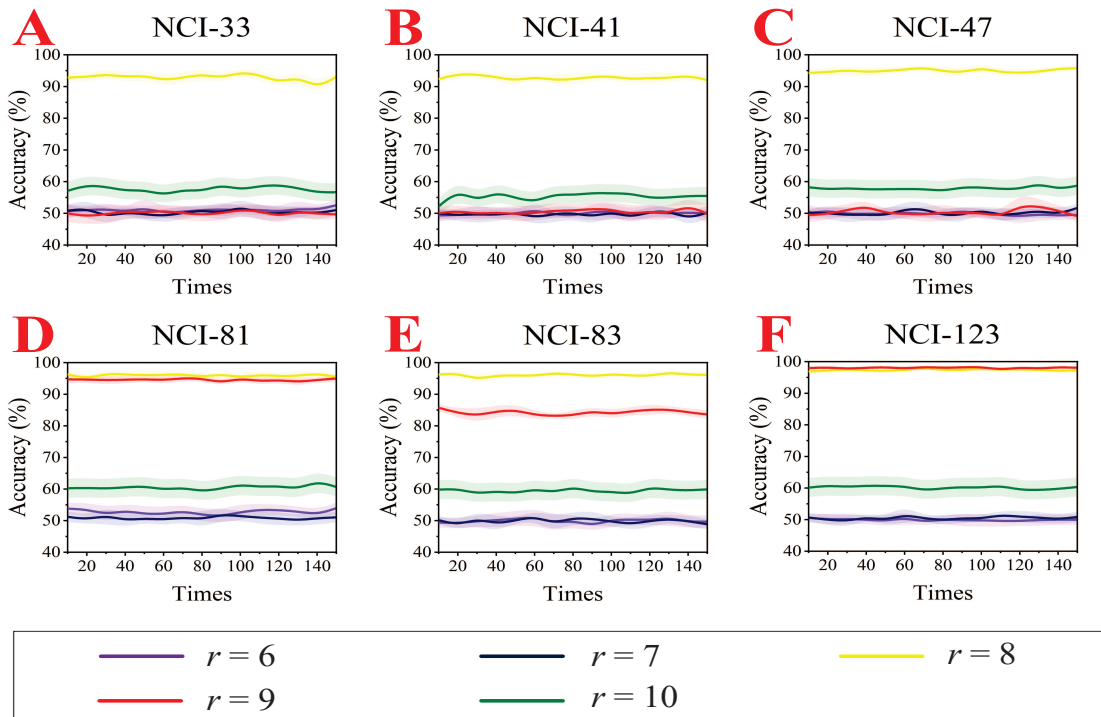 A NCI-33
B NCI-41
C NCI-47
Accuracy (%)
100
90
80
70
60
50
40
20 40 60 80 100 120 140
Times
Accuracy (%)
100
90
80
70
60
50
40
20 40 60 80 100 120 140
Times
Accuracy (%)
100
90
80
70
60
50
40
20 40 60 80 100 120 140
Times
D NCI-81
E NCI-83
F NCI-123
Accuracy (%)
100
90
80
70
60
50
40
20 40 60 80 100 120 140
Times
Accuracy (%)
100
90
80
70
60
50
40
20 40 60 80 100 120 140
Times
Accuracy (%)
100
90
80
70
60
50
40
20 40 60 80 100 120 140
Times
r = 6 r = 7 r = 8
r = 9 r = 10